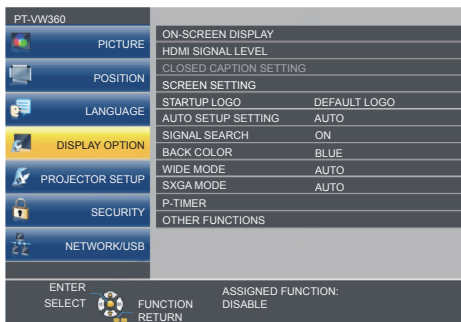 PT-VW360
PICTURE
POSITION
LANGUAGE
DISPLAY OPTION
PROJECTOR SETUP
SECURITY
NETWORK/USB
ON-SCREEN DISPLAY
HDMI SIGNAL LEVEL
CLOSED CAPTION SETTING
SCREEN SETTING
STARTUP LOGO DEFAULT LOGO
AUTO SETUP SETTING AUTO
SIGNAL SEARCH ON
BACK COLOR BLUE
WIDE MODE AUTO
SXGA MODE AUTO
P-TIMER
OTHER FUNCTIONS
ENTER
SELECT
FUNCTION
RETURN
ASSIGNED FUNCTION:
DISABLE